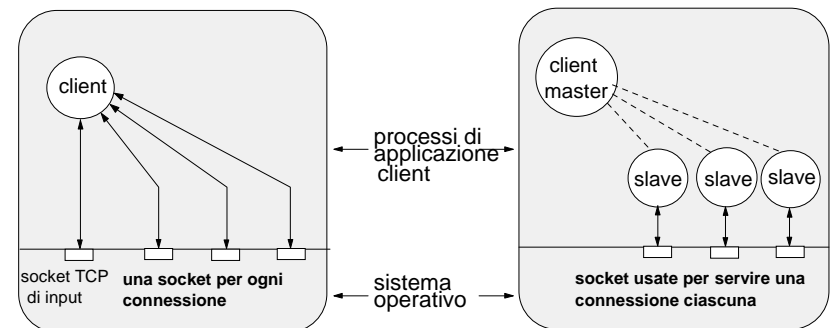 client
socket TCP
di input
una socket per ogni
connessione
processi di
applicazione
client
sistema
operativo
client
master
slave
slave
slave
socket usate per servire una
connessione ciascuna